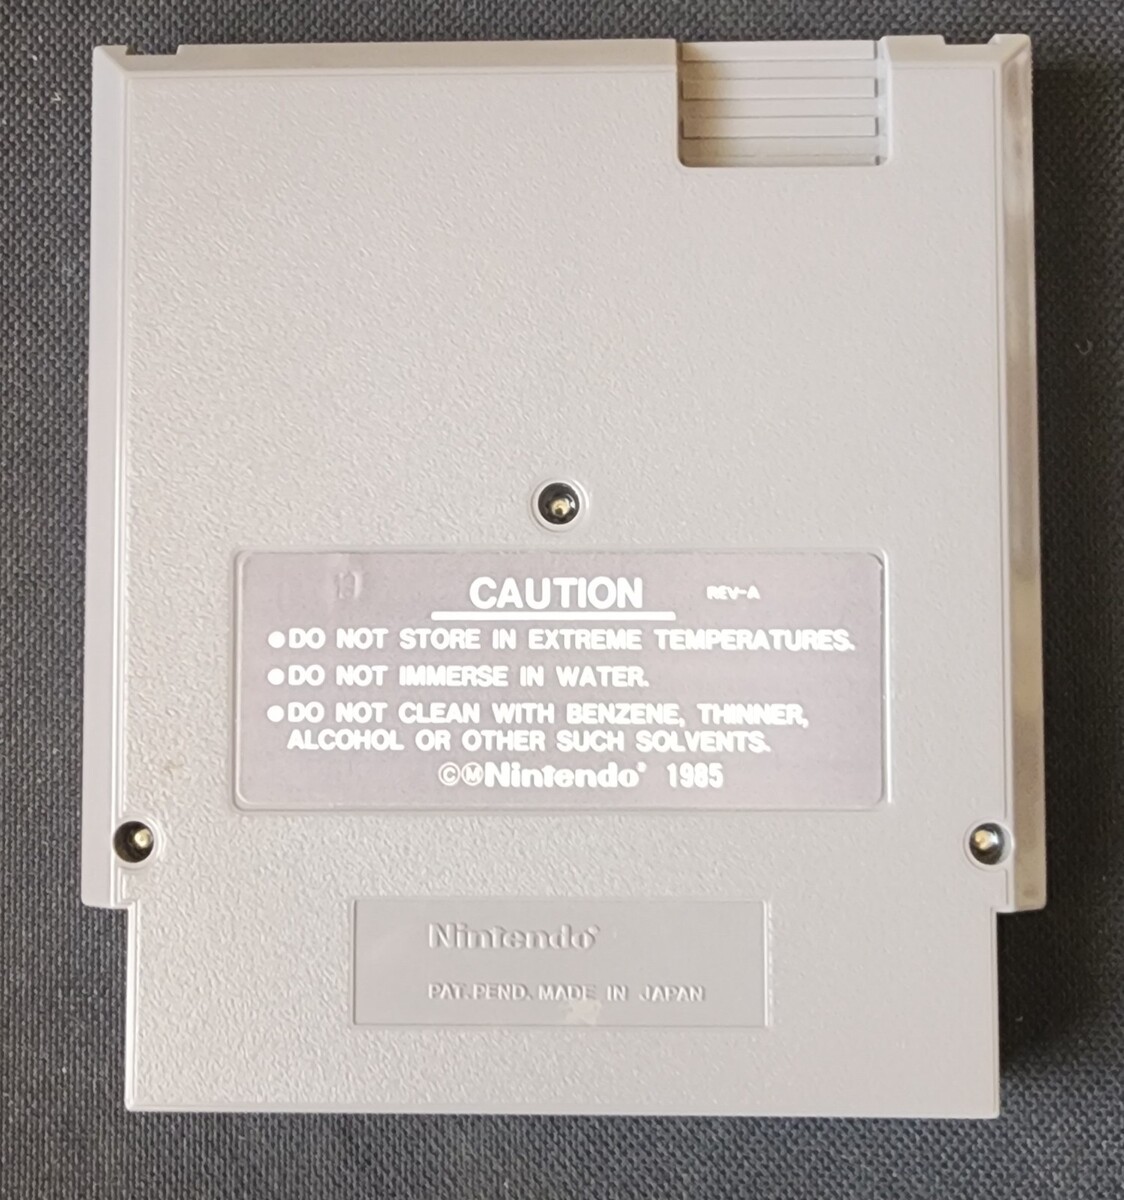 CAUTION REV-A
●DO NOT STORE IN EXTREME TEMPERATURES.
●DO NOT IMMERSE IN WATER.
●DO NOT CLEAN WITH BENZENE, THINNER,
ALCOHOL OR OTHER SUCH SOLVENTS.
©ⓂNintendo® 1985
Nintendo®
PAT. PEND. MADE IN JAPAN